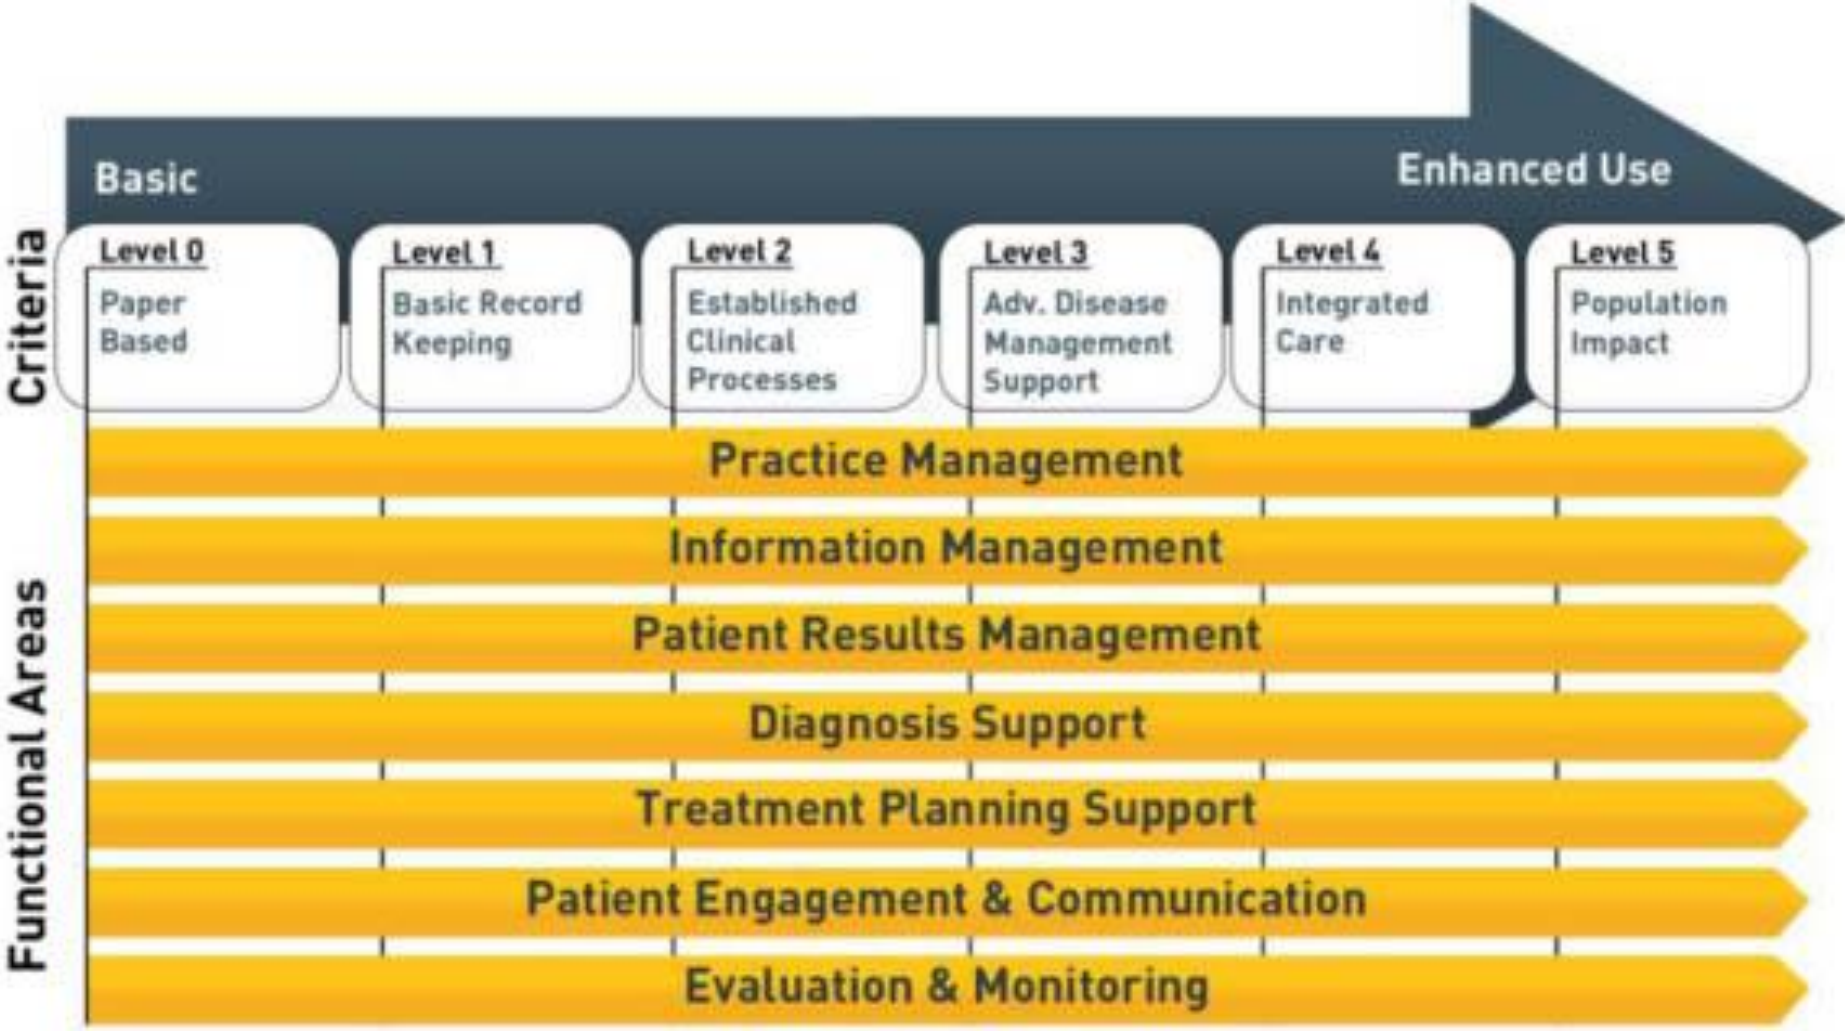 Basic
Enhanced Use
Criteria
Level 0
Paper
Based
Level 1
Basic Record
Keeping
Level 2
Established
Clinical
Processes
Level 3
Adv. Disease
Management
Support
Level 4
Integrated
Care
Level 5
Population
Impact
Functional Areas
Practice Management
Information Management
Patient Results Management
Diagnosis Support
Treatment Planning Support
Patient Engagement & Communication
Evaluation & Monitoring